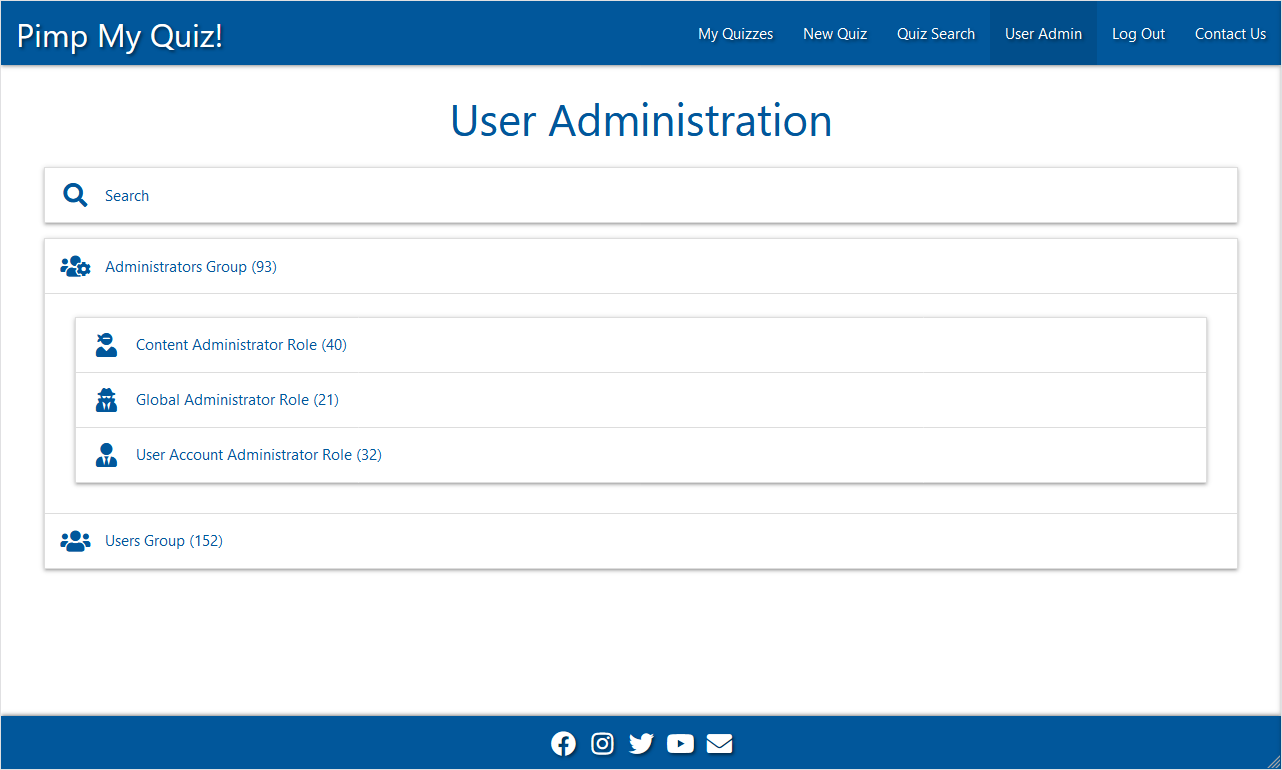 Pimp My Quiz!
My Quizzes New Quiz Quiz Search User Admin Log Out Contact Us
User Administration
Search
Administrators Group (93)
Content Administrator Role (40)
Global Administrator Role (21)
User Account Administrator Role (32)
Users Group (152)